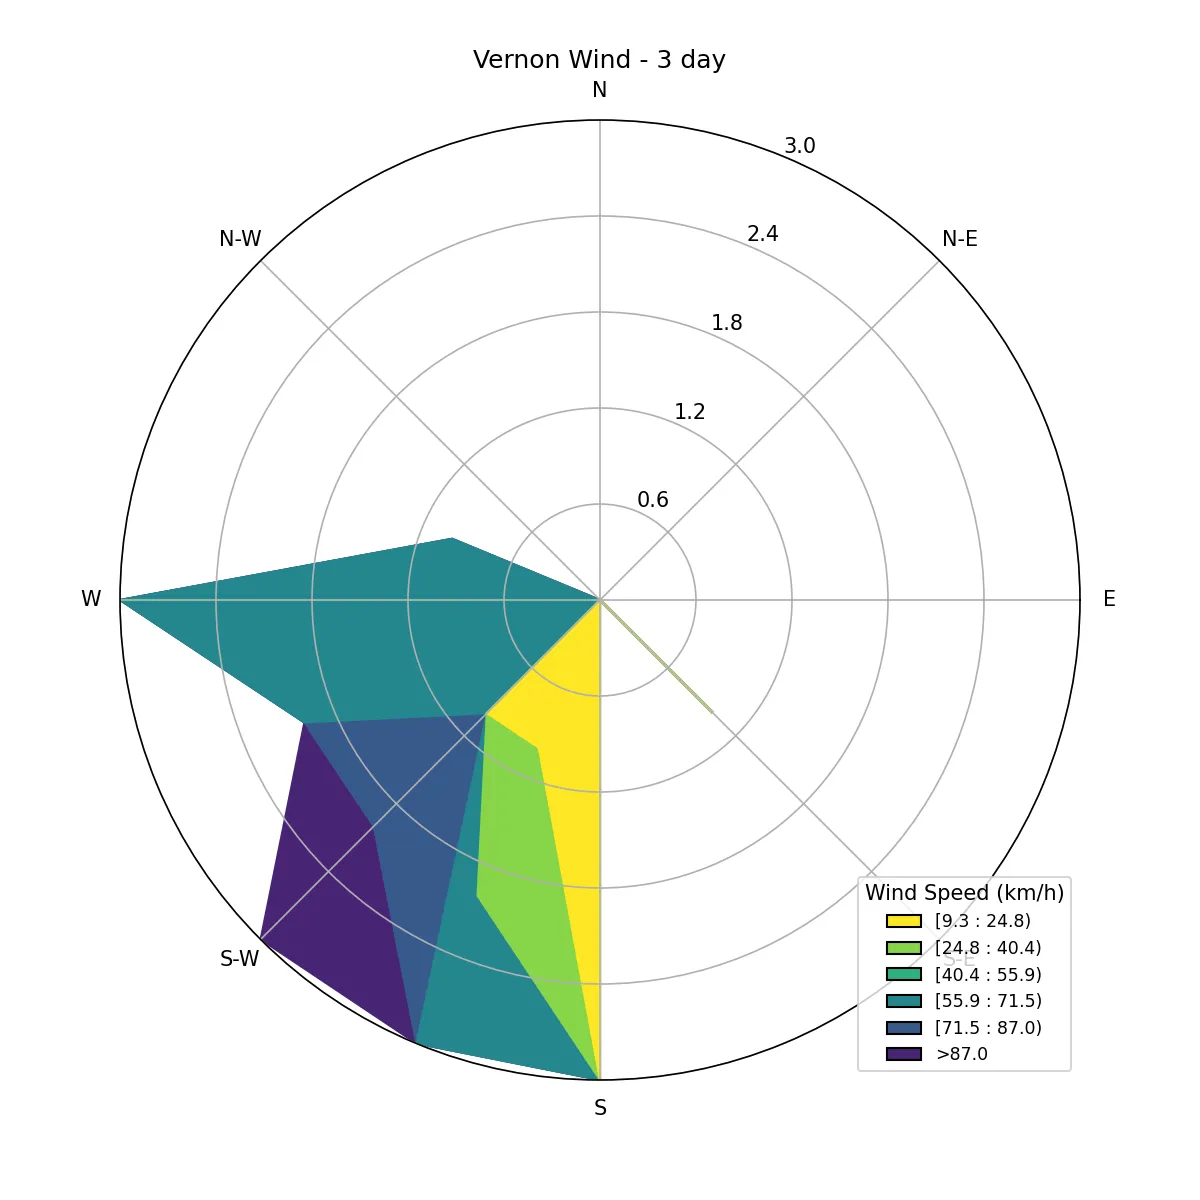 Vernon Wind - 3 day
N
3.0
2.4
N-W
N-E
1.8
1.2
0.6
W
E
Wind Speed (km/h)
[9.3 : 24.8)
[24.8 : 40.4)
S-W
S-E
[40.4 : 55.9)
[55.9 : 71.5)
[71.5 : 87.0)
>87.0
S